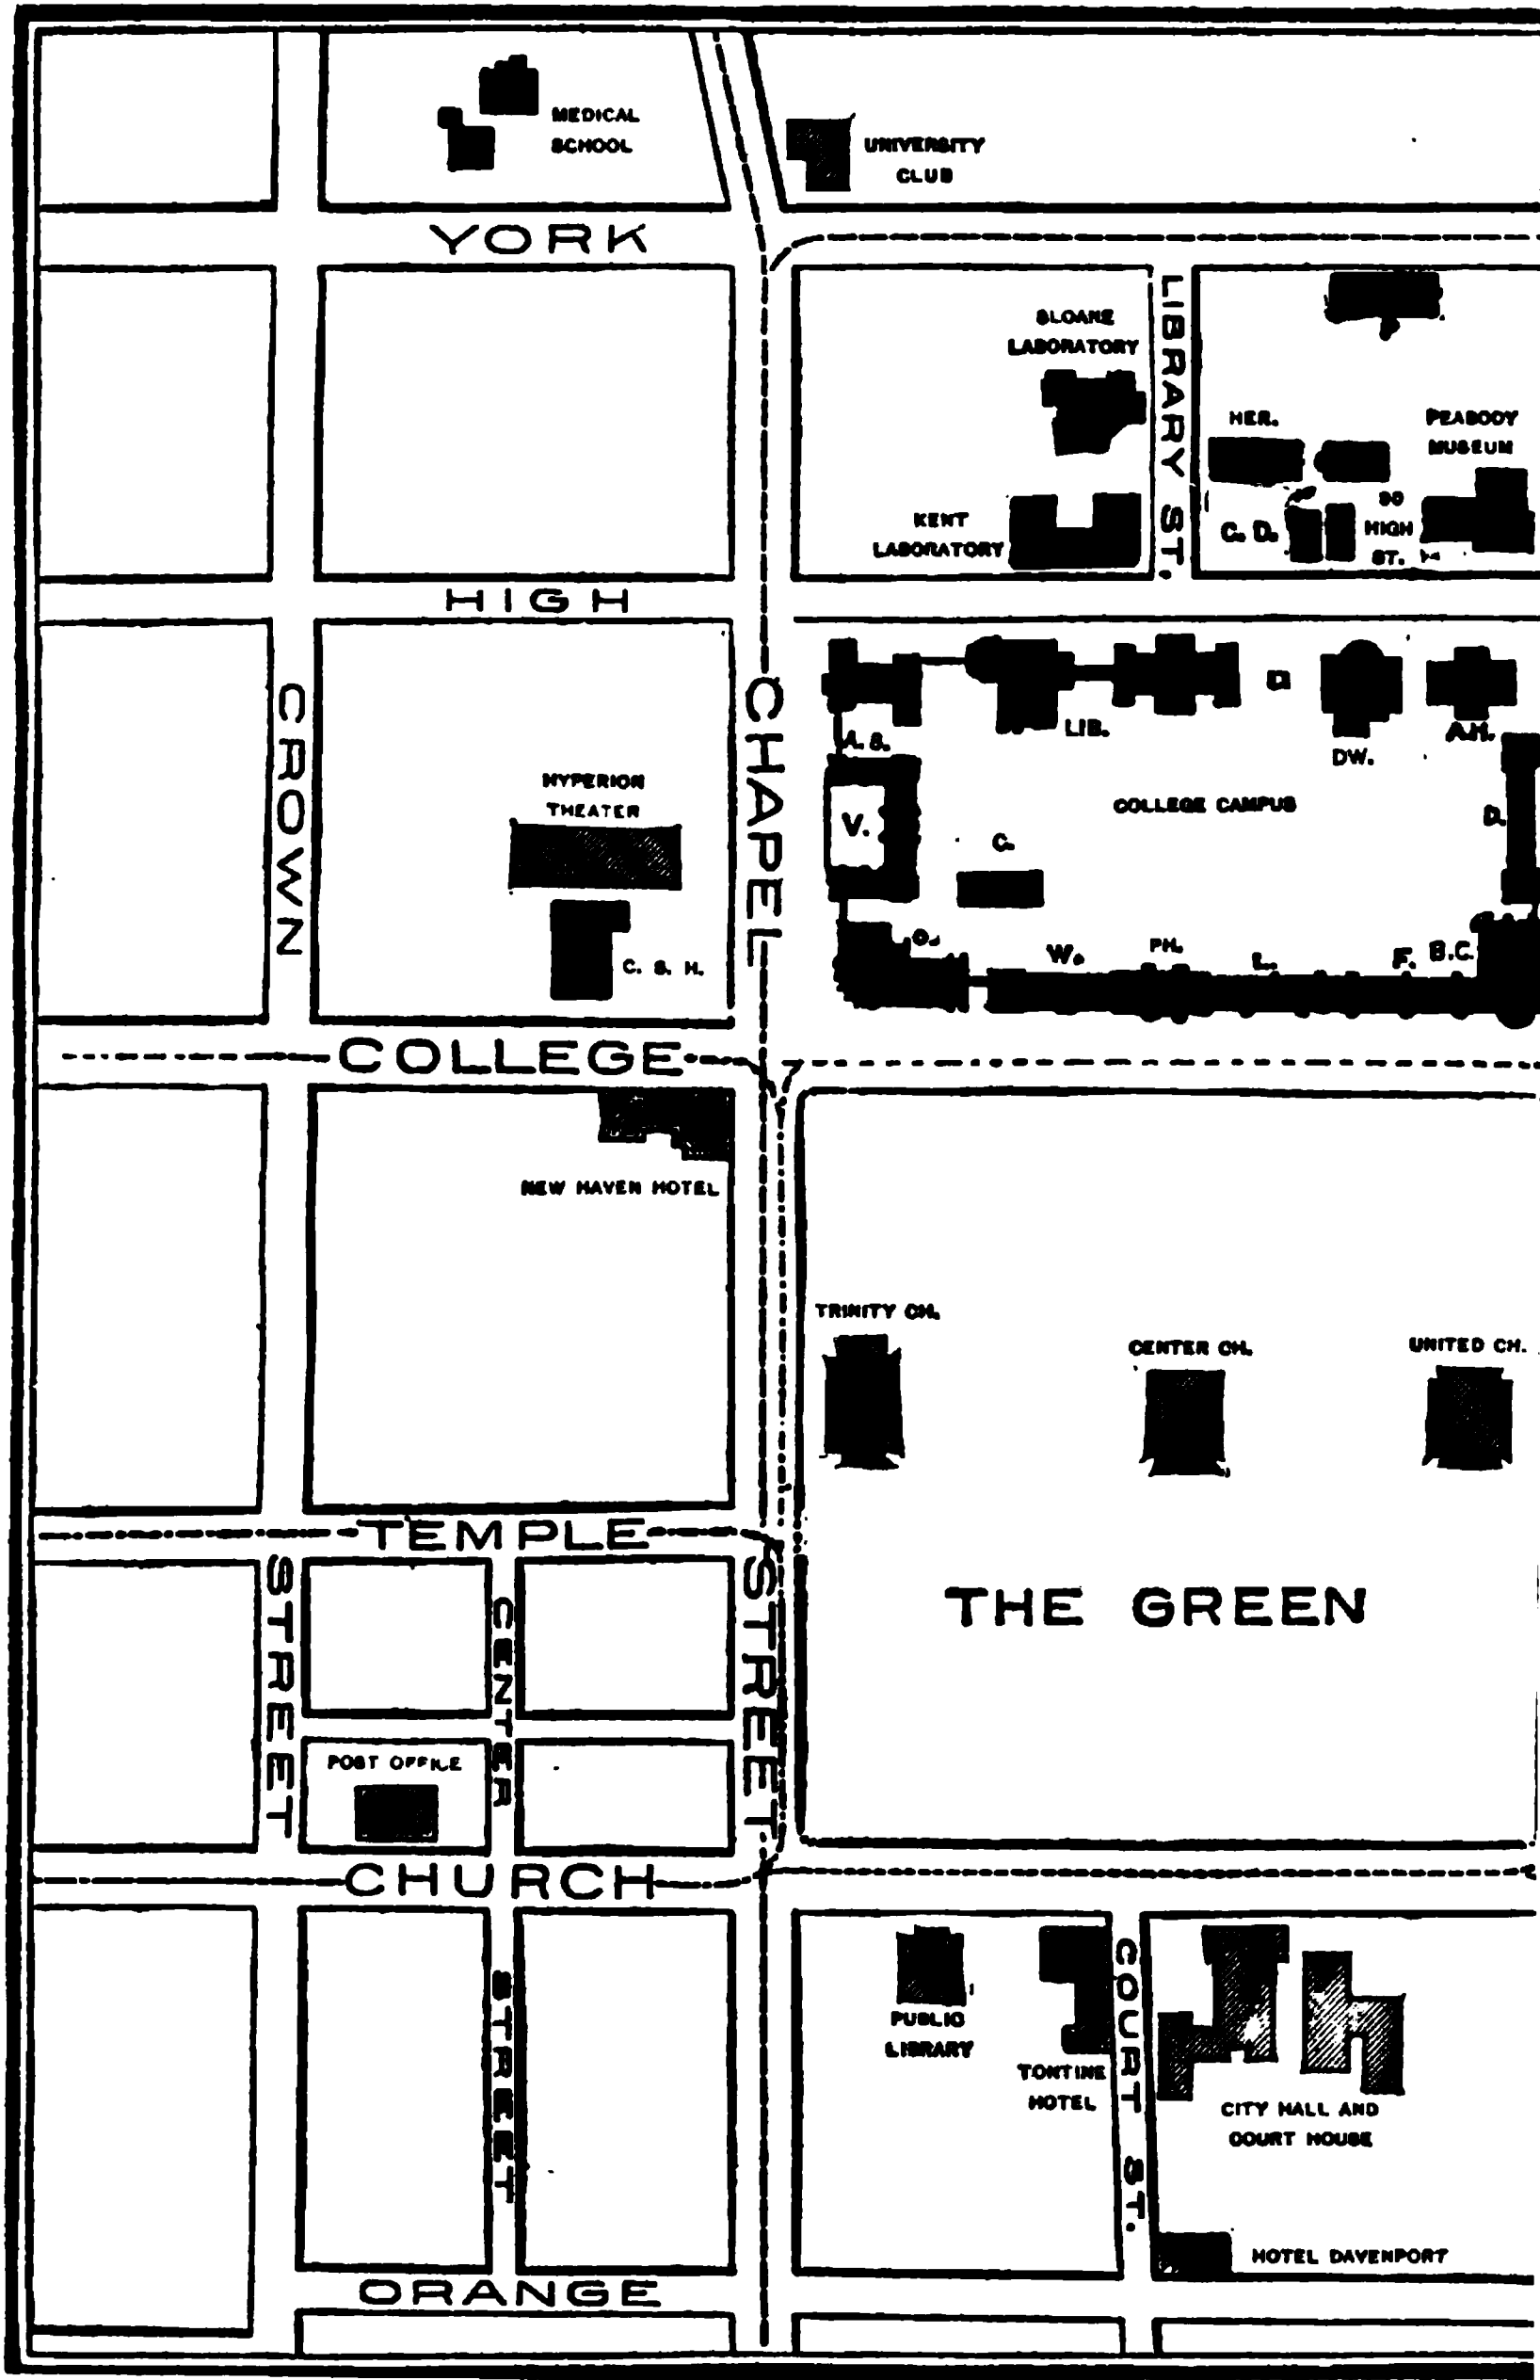 MEDICAL
SCHOOL
UNIVERSITY
CLUB
YORK
SLOANE
LABORATORY
LIBRARY ST.
HER.
PEABODY
MUSEUM
KENT
LABORATORY
C. D.
90
HIGH
ST.
HIGH
CROWN
CHAPEL
A. S.
LIB.
DW.
A.H.
HYPERION
THEATER
COLLEGE CAMPUS
V.
C.
D.
O.
W.
PH.
L.
F.
B.C.
C. S. H.
COLLEGE
NEW HAVEN HOTEL
TRINITY CH.
CENTER CH.
UNITED CH.
TEMPLE
STREET
CENTER
STREET
THE GREEN
POST OFFICE
CHURCH
STREET
COURT ST.
PUBLIC
LIBRARY
TONTINE
HOTEL
CITY HALL AND
COURT HOUSE
HOTEL DAVENPORT
ORANGE